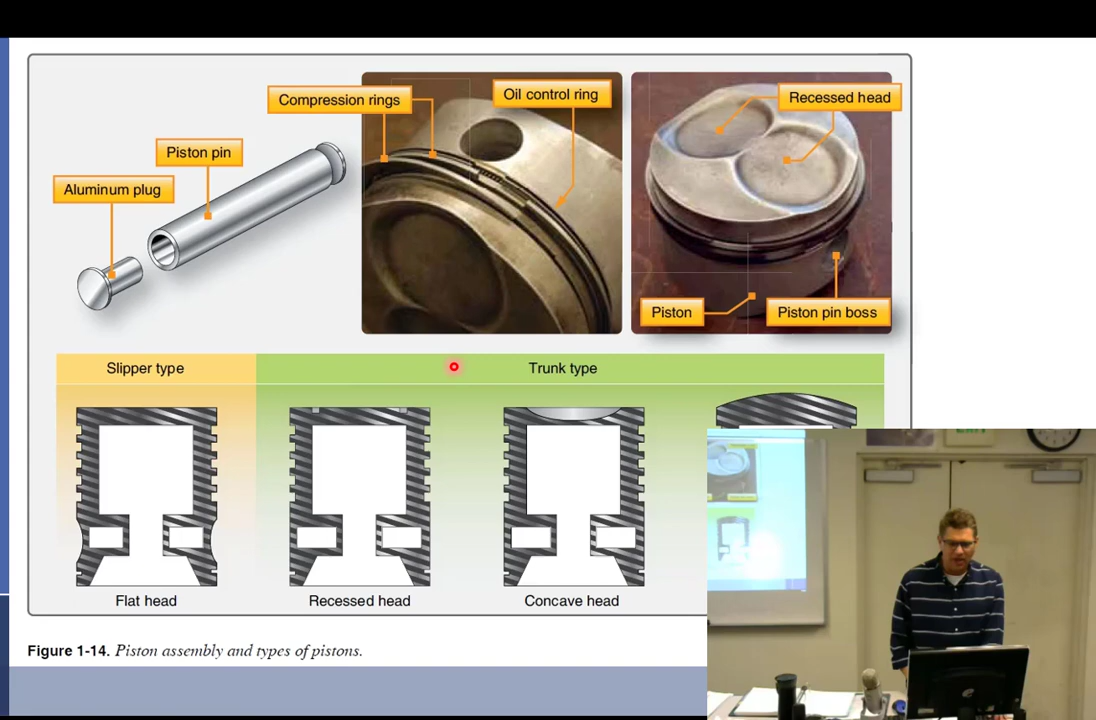 Compression rings
Oil control ring
Recessed head
Piston pin
Aluminum plug
Piston
Piston pin boss
Slipper type
Trunk type
Flat head
Recessed head
Concave head
Figure 1-14. Piston assembly and types of pistons.